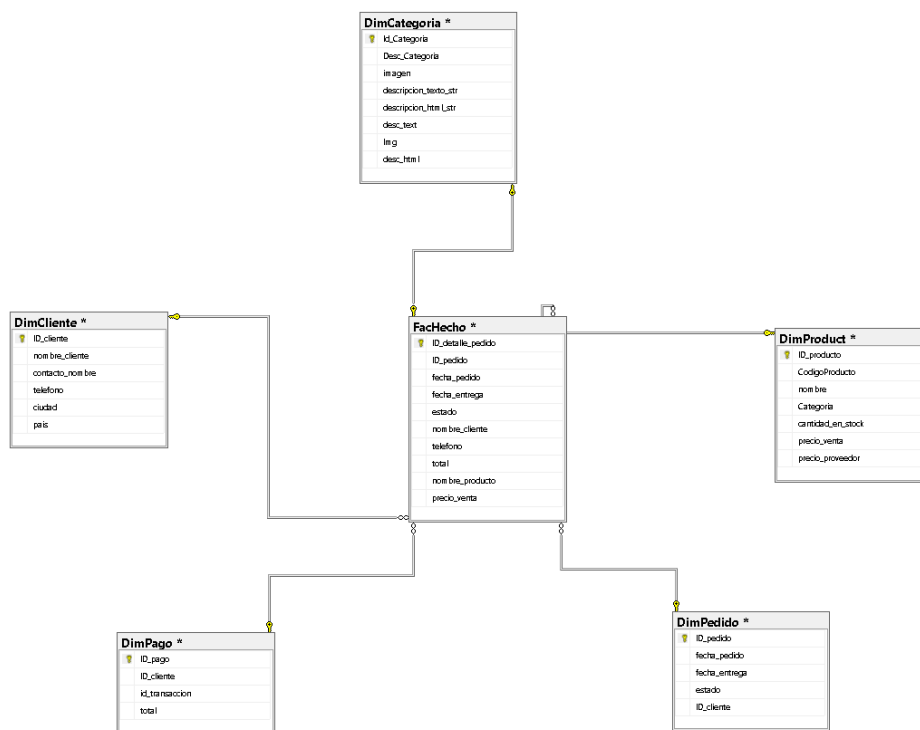 DimCategoria *
Id_Categoria
Desc_Categoria
imagen
descripcion_texto_str
descripcion_html_str
desc_text
Img
desc_html
DimCliente *
ID_cliente
nombre_cliente
contacto_nombre
telefono
ciudad
pais
FacHecho *
ID_detalle_pedido
ID_pedido
fecha_pedido
fecha_entrega
estado
nombre_cliente
telefono
total
nombre_producto
precio_venta
DimProduct *
ID_producto
CodigoProducto
nombre
Categoria
cantidad_en_stock
precio_venta
precio_proveedor
DimPago *
ID_pago
ID_cliente
id_transaccion
total
DimPedido *
ID_pedido
fecha_pedido
fecha_entrega
estado
ID_cliente